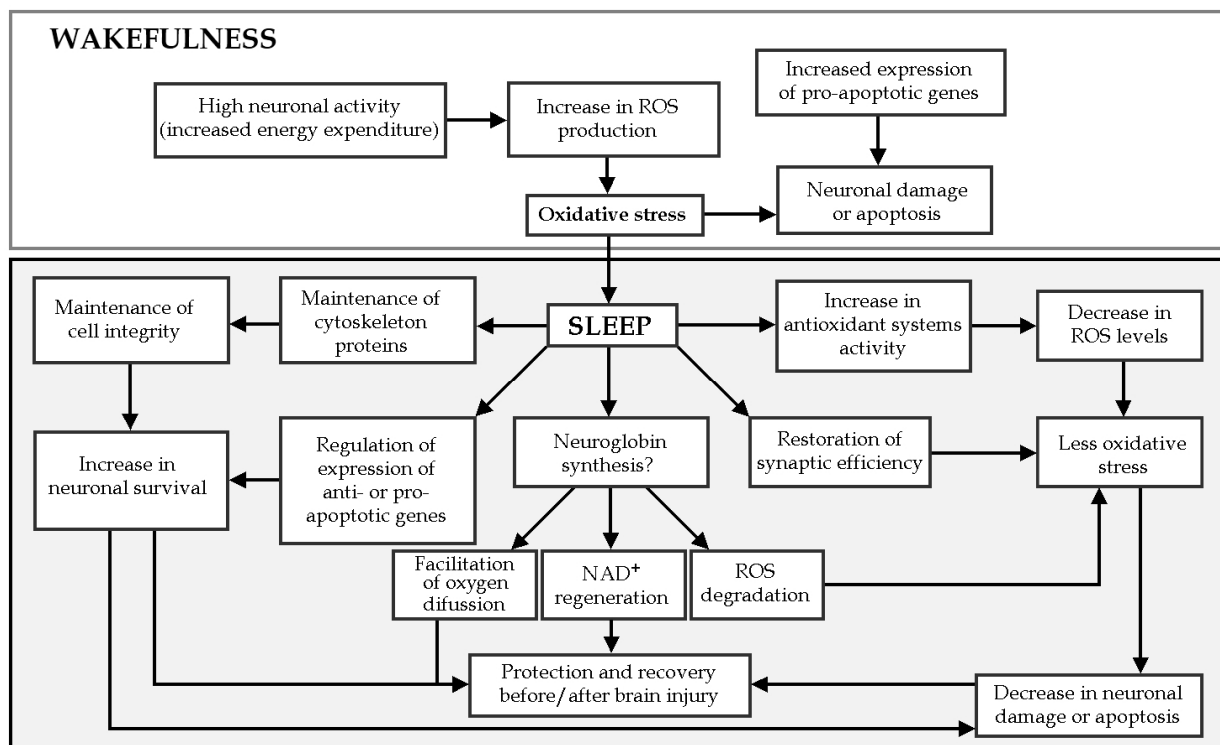 WAKEFULNESS
High neuronal activity
(increased energy expenditure)
Increase in ROS
production
Increased expression
of pro-apoptotic genes
Oxidative stress
Neuronal damage
or apoptosis
Maintenance of
cell integrity
Maintenance of
cytoskeleton
proteins
SLEEP
Increase in
antioxidant systems
activity
Decrease in
ROS levels
Increase in
neuronal survival
Regulation of
expression of
anti- or pro-
apoptotic genes
Neuroglobin
synthesis?
Restoration of
synaptic efficiency
Less oxidative
stress
Facilitation
of oxygen
difussion
NAD⁺
regeneration
ROS
degradation
Protection and recovery
before/after brain injury
Decrease in neuronal
damage or apoptosis